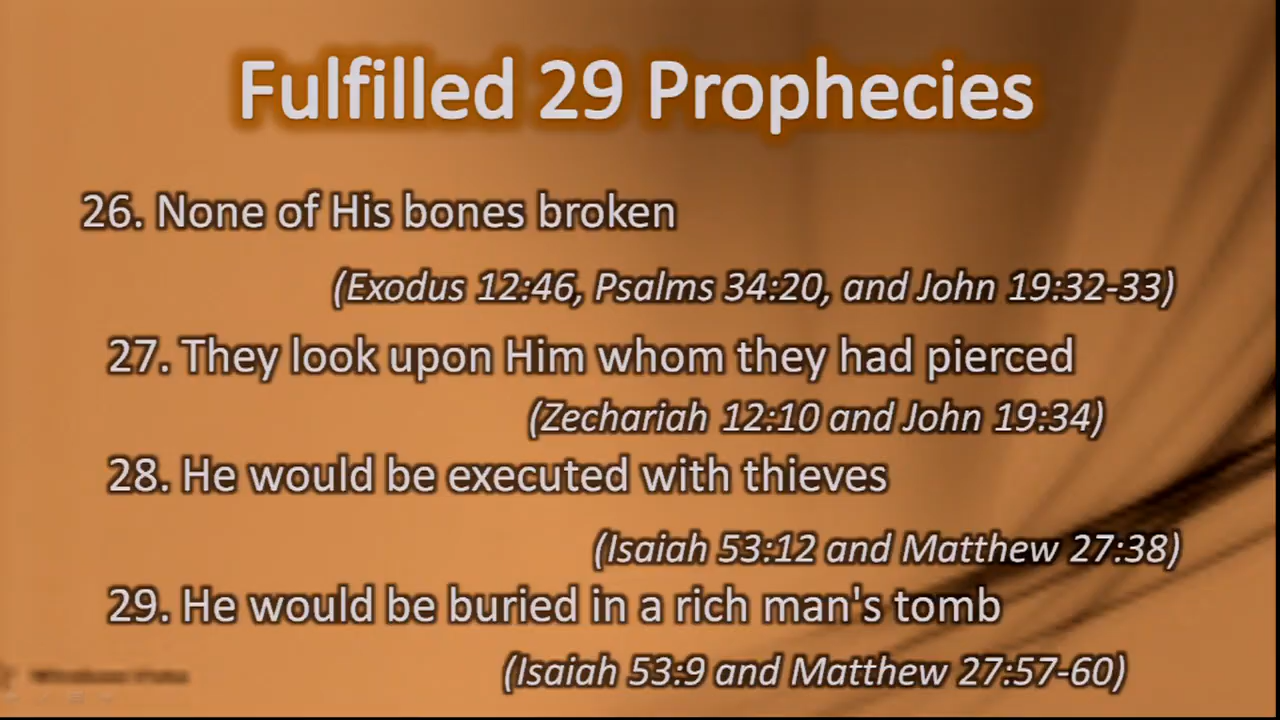 Fulfilled 29 Prophecies
26. None of His bones broken
(Exodus 12:46, Psalms 34:20, and John 19:32-33)
27. They look upon Him whom they had pierced
(Zechariah 12:10 and John 19:34)
28. He would be executed with thieves
(Isaiah 53:12 and Matthew 27:38)
29. He would be buried in a rich man's tomb
(Isaiah 53:9 and Matthew 27:57-60)